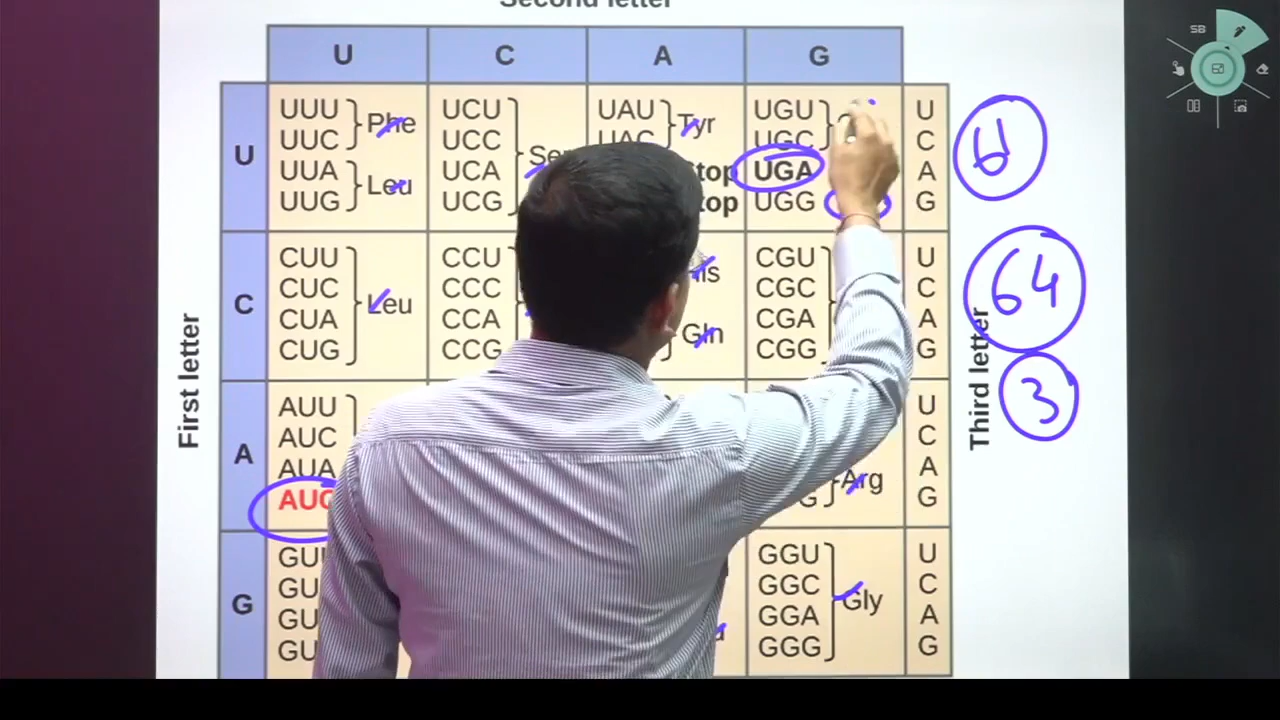 Second letter
U C A G
U
UUU
UUC
Phe
UUA
UUG
Leu
UCU
UCC
UCA
UCG
UAU
UAC
Tyr
UGU
UGC
UGA
UGG
U
C
A
G
C
CUU
CUC
CUA
CUG
Leu
CCU
CCC
CCA
CCG
Gln
CGU
CGC
CGA
CGG
U
C
A
G
First letter
A
AUU
AUC
AUA
Arg
U
C
A
G
Third letter
G
GGU
GGC
GGA
GGG
Gly
U
C
A
G
64
3
SB